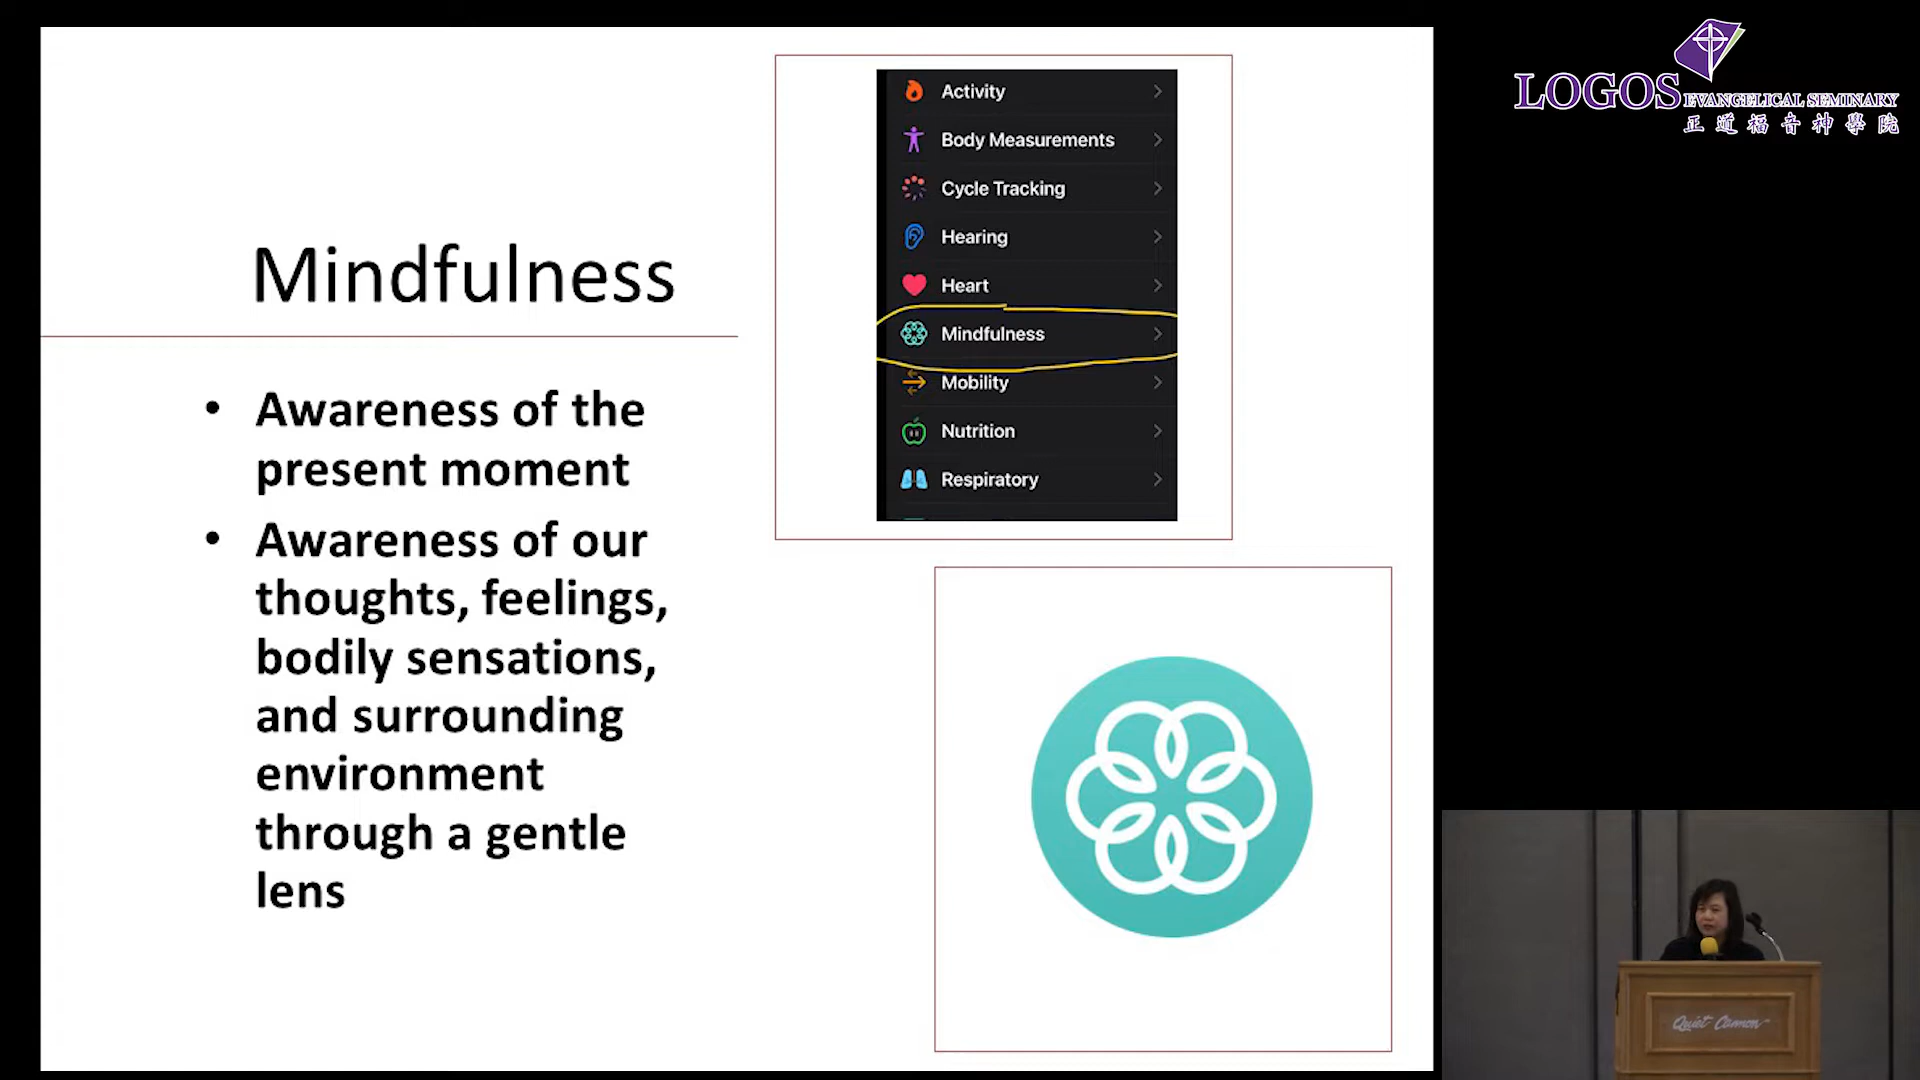 Mindfulness
• Awareness of the
present moment
• Awareness of our
thoughts, feelings,
bodily sensations,
and surrounding
environment
through a gentle
lens
Activity
Body Measurements
Cycle Tracking
Hearing
Heart
Mindfulness
Mobility
Nutrition
Respiratory
LOGOS EVANGELICAL SEMINARY
正道福音神學院
Quiet Cannon